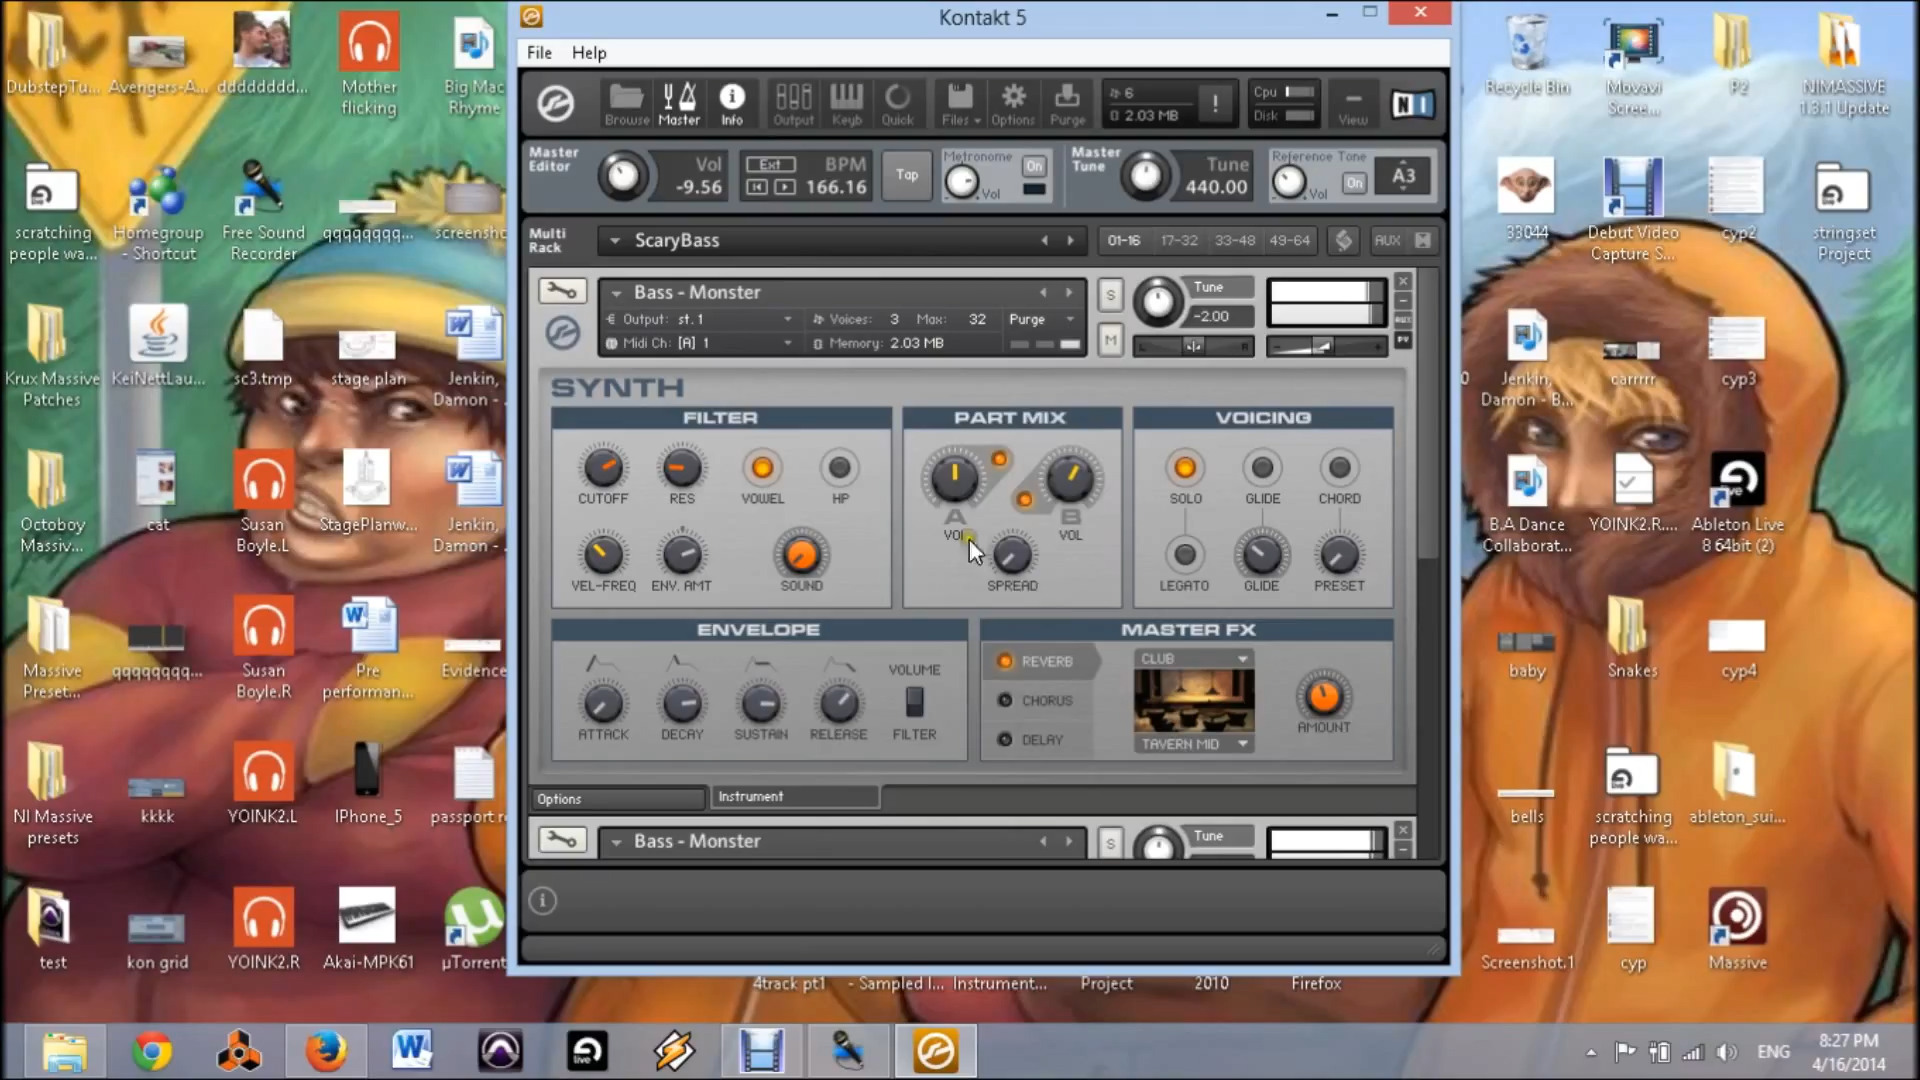 DubstepTu...
Avengers-A...
dddddddd...
Mother
flicking
Big Mac
Rhyme
scratching
people wa...
Homegroup
- Shortcut
Free Sound
Recorder
qqqqqqqq...
screensho
Krux Massive
Patches
KeiNettLau...
sc3.tmp
stage plan
Jenkin,
Damon - .
Octoboy
Massiv...
cat
Susan
Boyle.L
StagePlanw...
Jenkin,
Damon - .
Massive
Preset...
qqqqqqqq...
Susan
Boyle.R
Pre
performan...
Evidence
NI Massive
presets
kkkk
YOINK2.L
IPhone_5
passport r
test
kon grid
YOINK2.R
Akai-MPK61
µTorrent
Kontakt 5
File
Help
Browse
Master
Info
Output
Keyb
Quick
Files
Options
Purge
6
2.03 MB
!
Cpu
Disk
View
NI
Master
Editor
Vol
-9.56
Ext
BPM
166.16
Tap
Metronome
On
Vol
Master
Tune
Tune
440.00
Reference Tone
Vol
On
A3
Multi
Rack
ScaryBass
01-16 17-32 33-48 49-64
AUX
Bass - Monster
Output: st.1
Voices: 3 Max: 32
Purge
Midi Ch: [A] 1
Memory: 2.03 MB
S
M
Tune
-2.00
L
R
AUX
PV
SYNTH
FILTER
CUTOFF
RES
VOWEL
HP
VEL-FREQ
ENV. AMT
SOUND
PART MIX
A
B
VOL
SPREAD
VOICING
SOLO
GLIDE
CHORD
LEGATO
GLIDE
PRESET
ENVELOPE
ATTACK
DECAY
SUSTAIN
RELEASE
VOLUME
FILTER
MASTER FX
REVERB
CHORUS
DELAY
CLUB
TAVERN MID
AMOUNT
Options
Instrument
Bass - Monster
S
Tune
4track pt1
- Sampled I...
Instrument...
Project
2010
Firefox
Recycle Bin
Movavi
Scree...
P2
NIMASSIVE
1.3.1 Update
33044
Debut Video
Capture S...
cyp2
stringset
Project
Jenkin,
Damon - B...
carrrrr
cyp3
B.A Dance
Collaborat...
YOINK2.R...
Ableton Live
8 64bit (2)
baby
Snakes
cyp4
bells
scratching
people wa...
ableton_sui...
Screenshot.1
cyp
Massive
W
live
ENG
8:27 PM
4/16/2014